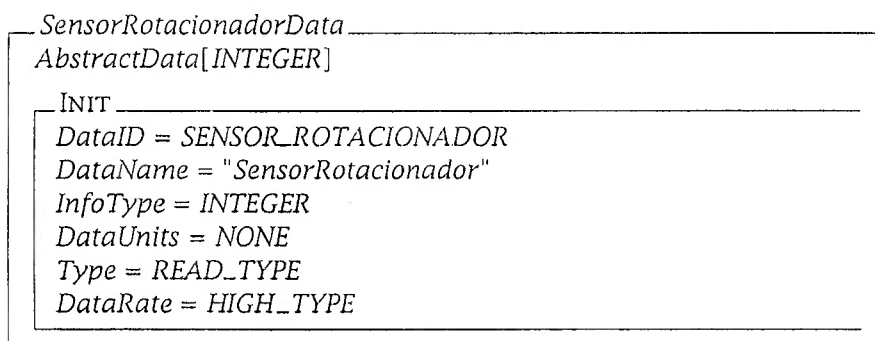 SensorRotacionadorData
AbstractData[INTEGER]
INIT
DataID = SENSOR_ROTACIONADOR
DataName = "SensorRotacionador"
InfoType = INTEGER
DataUnits = NONE
Type = READ_TYPE
DataRate = HIGH_TYPE